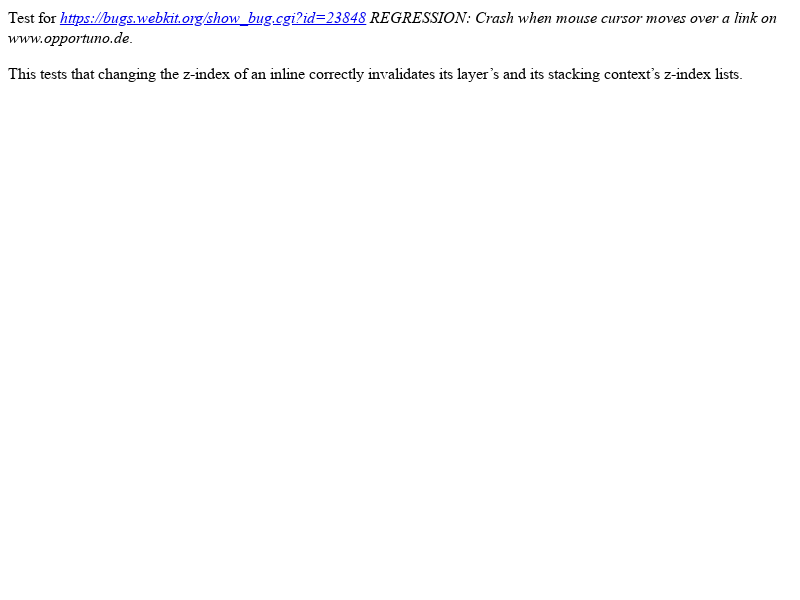 Test for https://bugs.webkit.org/show_bug.cgi?id=23848 REGRESSION: Crash when mouse cursor moves over a link on
www.opportuno.de.
This tests that changing the z-index of an inline correctly invalidates its layer’s and its stacking context’s z-index lists.